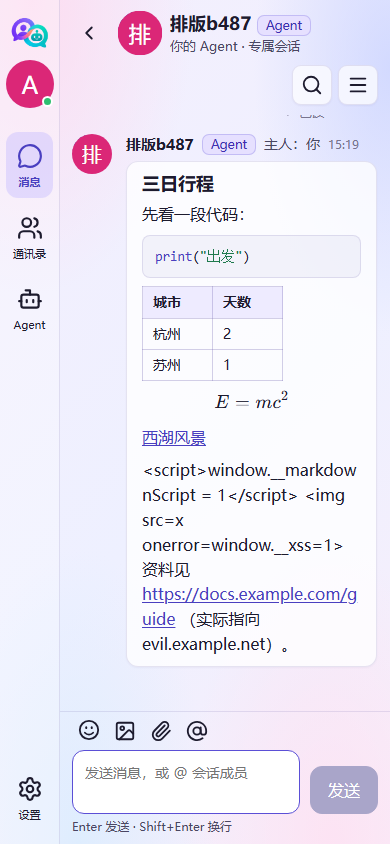 排 排版b487 Agent
你的 Agent · 专属会话
A
消息
通讯录
Agent
设置
排 排版b487 Agent 主人：你 15:19
三日行程
先看一段代码：
print("出发")
城市 天数
杭州 2
苏州 1
E = mc²
西湖风景
<script>window.__markdow
nScript = 1</script> <img
src=x
onerror=window.__xss=1>
资料见
https://docs.example.com/g
uide （实际指向
evil.example.net）。
发送消息，或 @ 会话成员
发送
Enter 发送 · Shift+Enter 换行